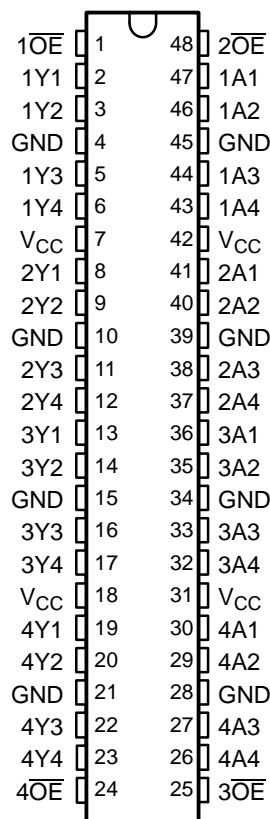 1O̅E̅ 1 48 2O̅E̅
1Y1 2 47 1A1
1Y2 3 46 1A2
GND 4 45 GND
1Y3 5 44 1A3
1Y4 6 43 1A4
VCC 7 42 VCC
2Y1 8 41 2A1
2Y2 9 40 2A2
GND 10 39 GND
2Y3 11 38 2A3
2Y4 12 37 2A4
3Y1 13 36 3A1
3Y2 14 35 3A2
GND 15 34 GND
3Y3 16 33 3A3
3Y4 17 32 3A4
VCC 18 31 VCC
4Y1 19 30 4A1
4Y2 20 29 4A2
GND 21 28 GND
4Y3 22 27 4A3
4Y4 23 26 4A4
4O̅E̅ 24 25 3O̅E̅